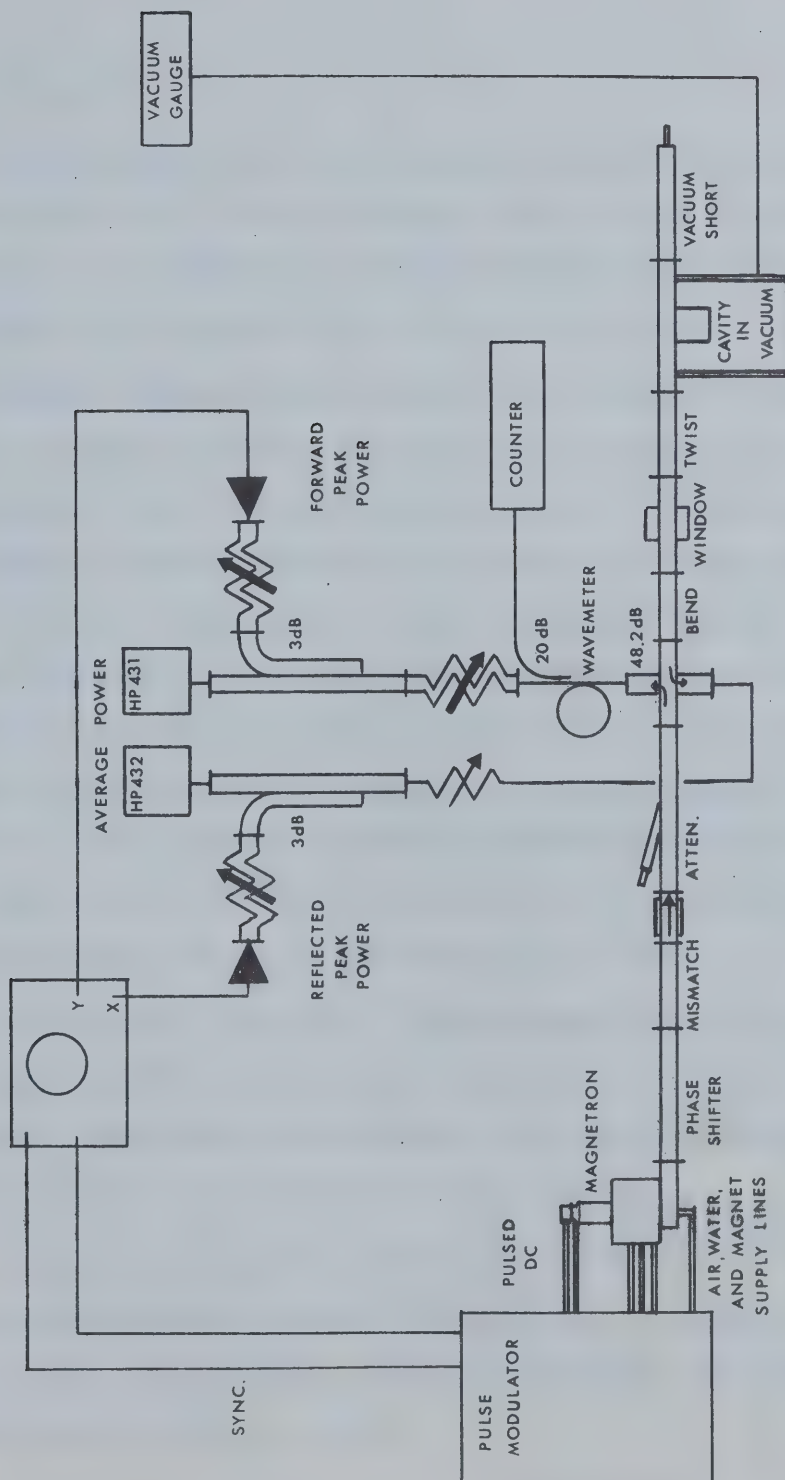 Y
X
AVERAGE POWER
HP 432
HP 431
VACUUM
GAUGE
SYNC.
3dB
3dB
REFLECTED
PEAK
POWER
FORWARD
PEAK
POWER
COUNTER
20 dB
WAVEMETER
48.2 dB
PULSE
MODULATOR
PULSED
DC
MAGNETRON
AIR, WATER,
AND MAGNET
SUPPLY LINES
PHASE
SHIFTER
MISMATCH
ATTEN.
BEND
WINDOW
TWIST
CAVITY
IN
VACUUM
VACUUM
SHORT